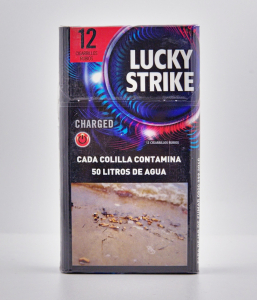 12
LUCKY
STRIKE
CHARGED
CADA COLILLA CONTAMINA
50 LITROS DE AGUA